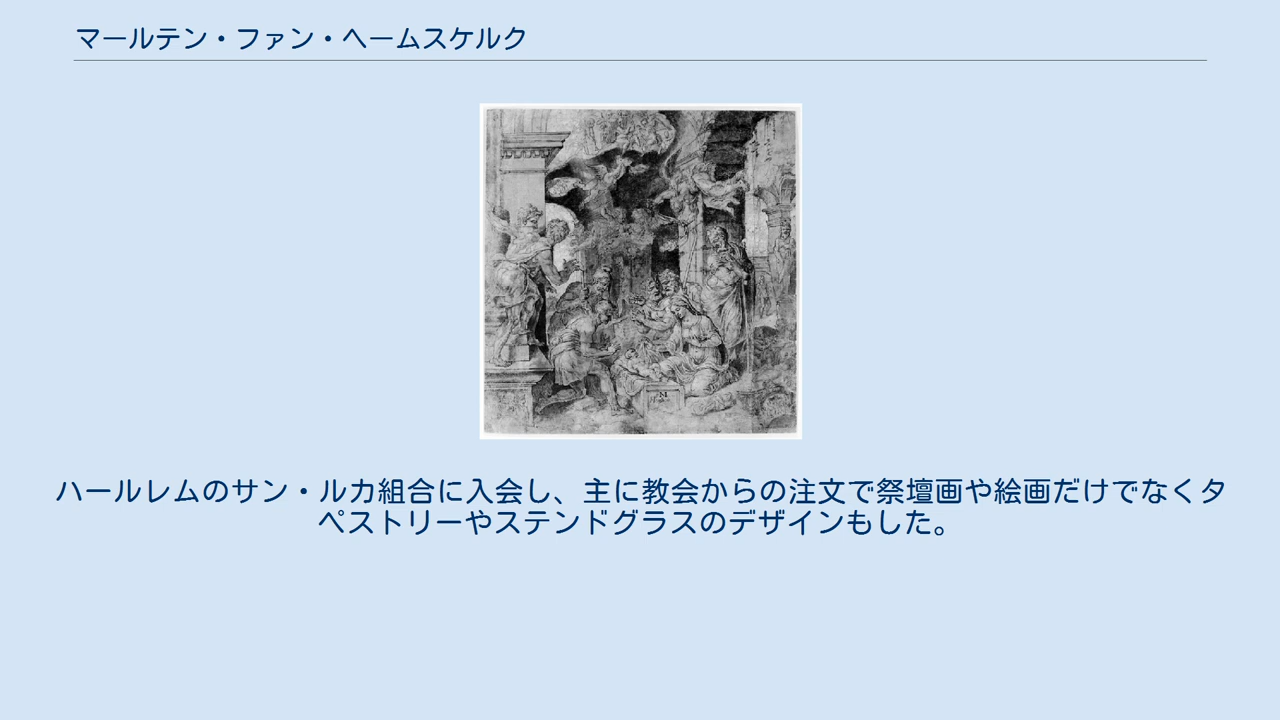 マールテン・ファン・ヘームスケルク
ハールレムのサン・ルカ組合に入会し、主に教会からの注文で祭壇画や絵画だけでなくタ
ペストリーやステンドグラスのデザインもした。